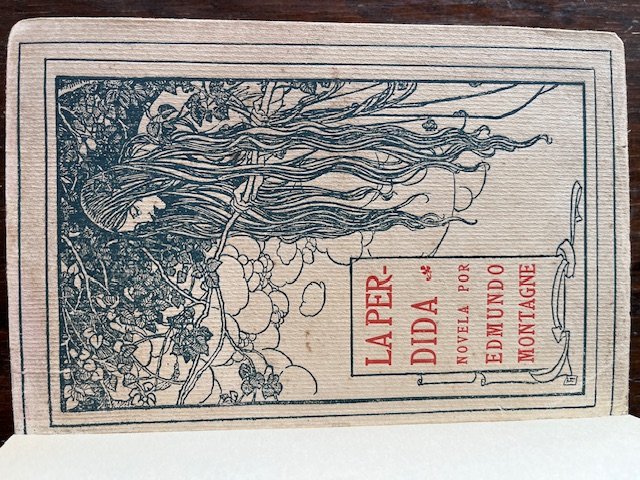 LA PER-
DIDA
NOVELA POR
EDMUNDO
MONTAGNE